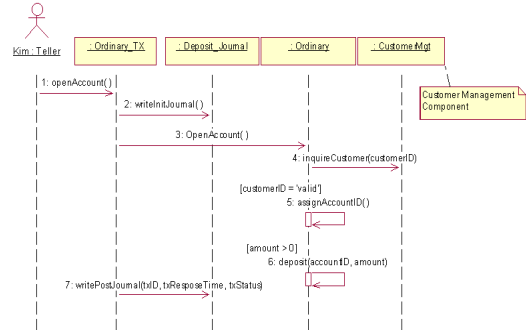 Kim : Teller
: Ordinary_TX
: Deposit_Journal
: Ordinary
: CustomerMgt
Customer Management
Component
1: openAccount( )
2: writeInitJournal( )
3: OpenAccount( )
4: inquireCustomer(customerID)
[customerID = 'valid']
5: assignAccountID( )
[amount > 0]
6: deposit(accountID, amount)
7: writePostJournal(txID, txResposeTime, txStatus)